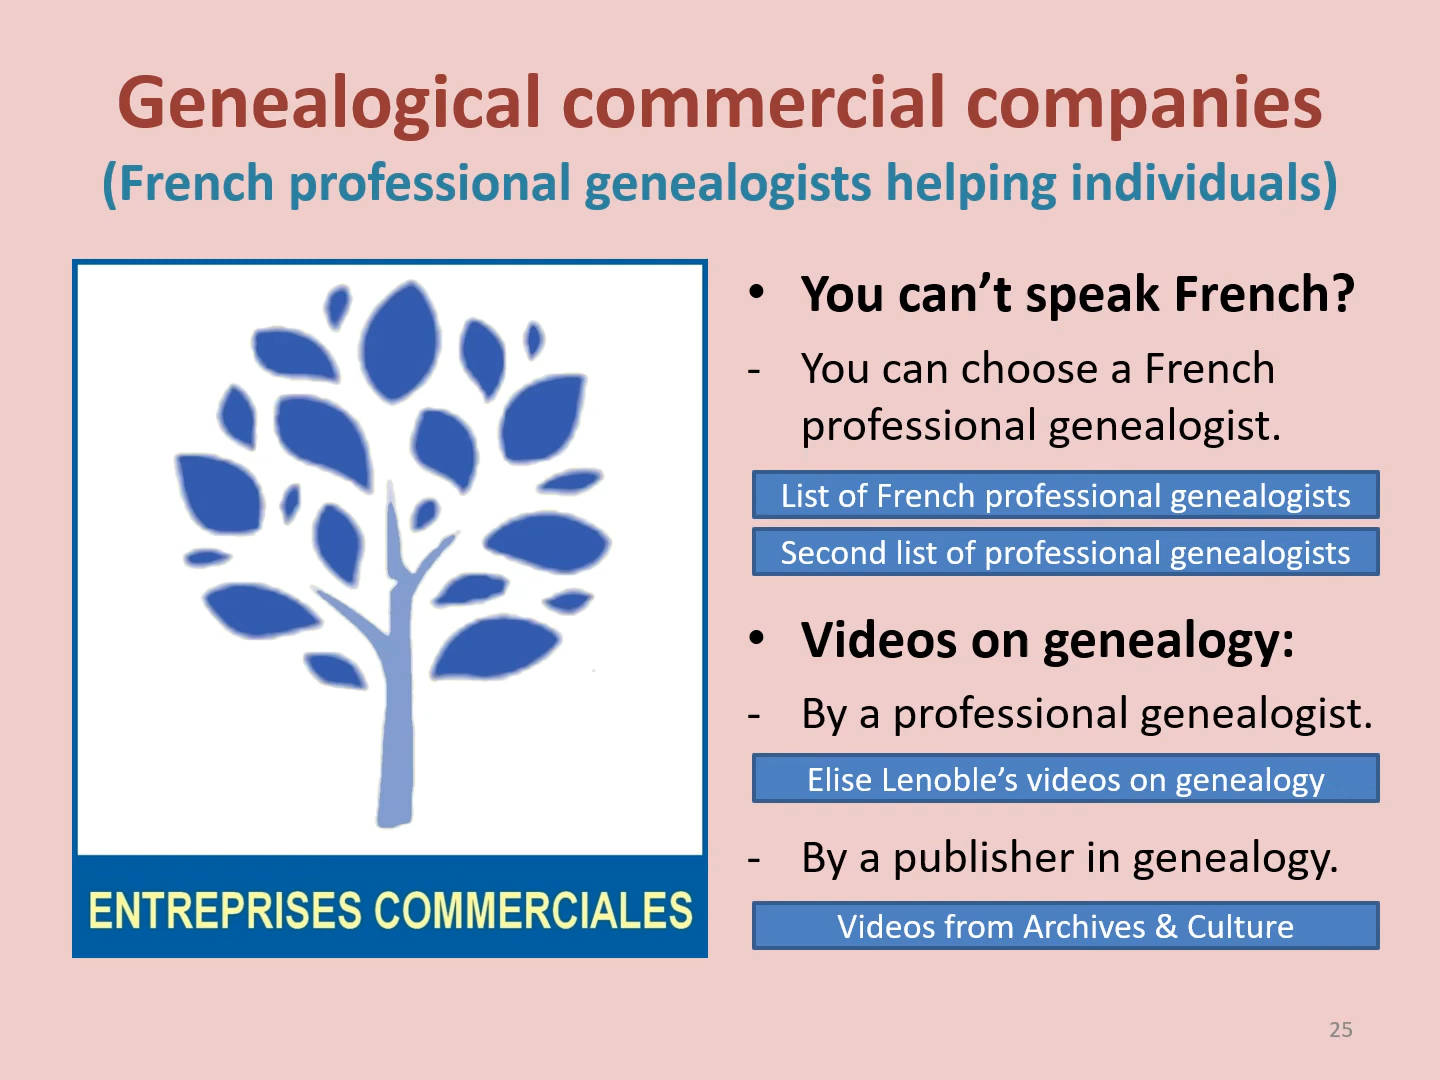 Genealogical commercial companies
(French professional genealogists helping individuals)
ENTREPRISES COMMERCIALES
• You can’t speak French?
- You can choose a French
professional genealogist.
List of French professional genealogists
Second list of professional genealogists
• Videos on genealogy:
- By a professional genealogist.
Elise Lenoble’s videos on genealogy
- By a publisher in genealogy.
Videos from Archives & Culture
25